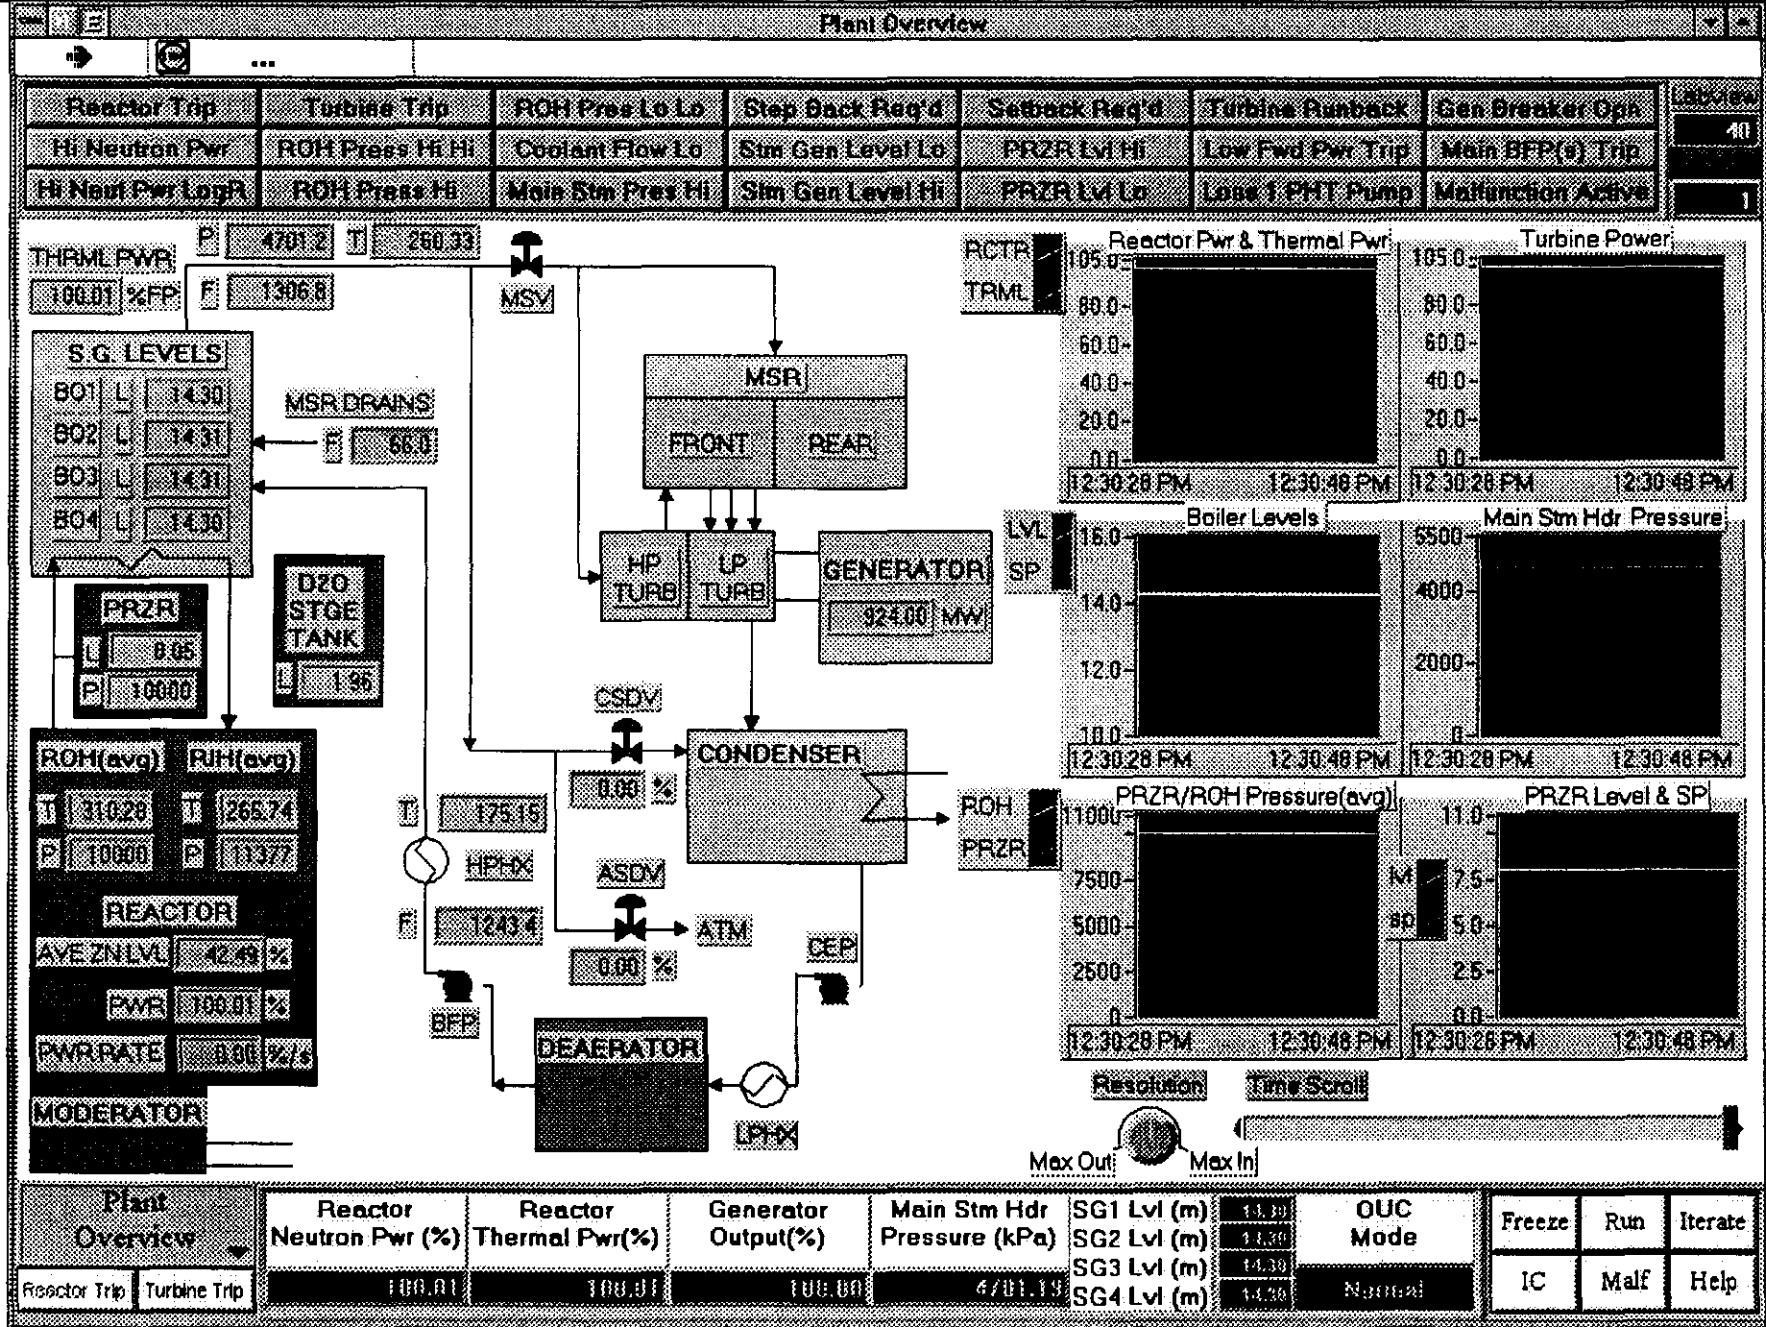 Plant Overview
...
Reactor Trip Turbine Trip ROH Pres Lo Lo Step Back Req'd Setback Req'd Turbine Runback Gen Breaker Opn Labview
Hi Neutron Pwr ROH Press Hi Hi Coolant Flow Lo Stm Gen Level Lo PRZR Lvl Hi Low Fwd Pwr Trip Main BFP(s) Trip 40
Hi Neut Pwr LogR ROH Press Hi Main Stm Pres Hi Stm Gen Level Hi PRZR Lvl Lo Loss 1 PHT Pump Malfunction Active 1
P 4701.2 T 260.33
THRML PWR
100.01 %FP F 1306.8
MSV
S.G. LEVELS
BO1 L 14.30
BO2 L 14.31
BO3 L 14.31
BO4 L 14.30
MSR DRAINS
F 66.0
MSR
FRONT REAR
HP TURB
LP TURB
GENERATOR
924.00 MW
PRZR
L 8.05
P 10000
D2O
STGE
TANK
L 1.96
CSDV
0.00 %
CONDENSER
ROH(avg) RIH(avg)
T 310.28 T 265.74
P 10000 P 11377
T 175.15
HPHX
F 1243.4
ASDV
ATM
0.00 %
REACTOR
AVE ZN LVL 42.49 %
PWR 100.01 %
PWR RATE 0.00 %/s
MODERATOR
BFP
CEP
DEAERATOR
LPHX
RCTR
TRML
Reactor Pwr & Thermal Pwr
105.0
80.0
60.0
40.0
20.0
0.0
12:30:28 PM 12:30:48 PM
Turbine Power
105.0
80.0
60.0
40.0
20.0
0.0
12:30:28 PM 12:30:48 PM
LVL
SP
Boiler Levels
16.0
14.0
12.0
10.0
12:30:28 PM 12:30:48 PM
Main Stm Hdr Pressure
5500
4000
2000
0
12:30:28 PM 12:30:48 PM
ROH
PRZR
PRZR/ROH Pressure(avg)
11000
7500
5000
2500
0
12:30:28 PM 12:30:48 PM
PRZR Level & SP
11.0
7.5
5.0
2.5
0.0
12:30:28 PM 12:30:48 PM
Resolution Time Scroll
Max Out Max In
Plant
Overview
Reactor Trip Turbine Trip
Reactor
Neutron Pwr (%)
100.01
Reactor
Thermal Pwr(%)
100.01
Generator
Output(%)
100.00
Main Stm Hdr
Pressure (kPa)
4701.19
SG1 Lvl (m) 14.30
SG2 Lvl (m) 14.30
SG3 Lvl (m) 14.30
SG4 Lvl (m) 14.30
OUC
Mode
Normal
Freeze Run Iterate
IC Malf Help